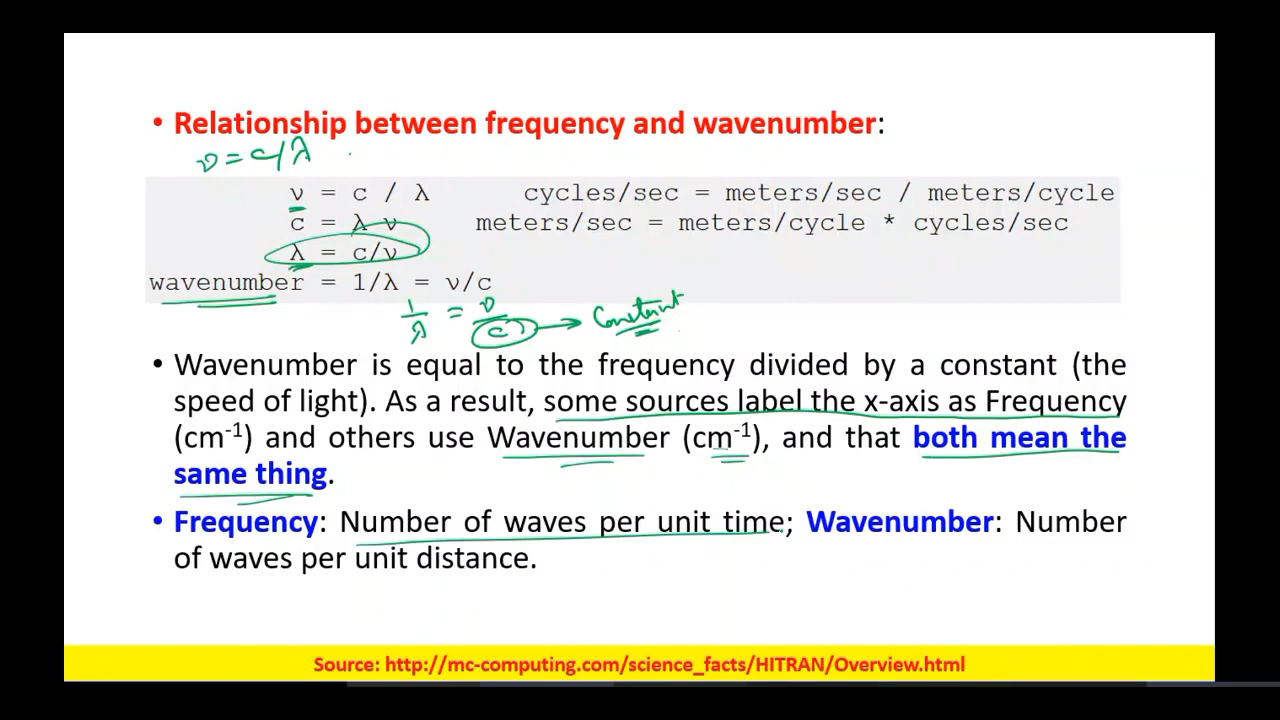 • Relationship between frequency and wavenumber:
ν = c/λ
ν = c / λ cycles/sec = meters/sec / meters/cycle
c = λ ν meters/sec = meters/cycle * cycles/sec
λ = c/ν
wavenumber = 1/λ = ν/c
1/λ = ν/c → Constant
• Wavenumber is equal to the frequency divided by a constant (the
speed of light). As a result, some sources label the x-axis as Frequency
(cm⁻¹) and others use Wavenumber (cm⁻¹), and that both mean the
same thing.
• Frequency: Number of waves per unit time; Wavenumber: Number
of waves per unit distance.
Source: http://mc-computing.com/science_facts/HITRAN/Overview.html